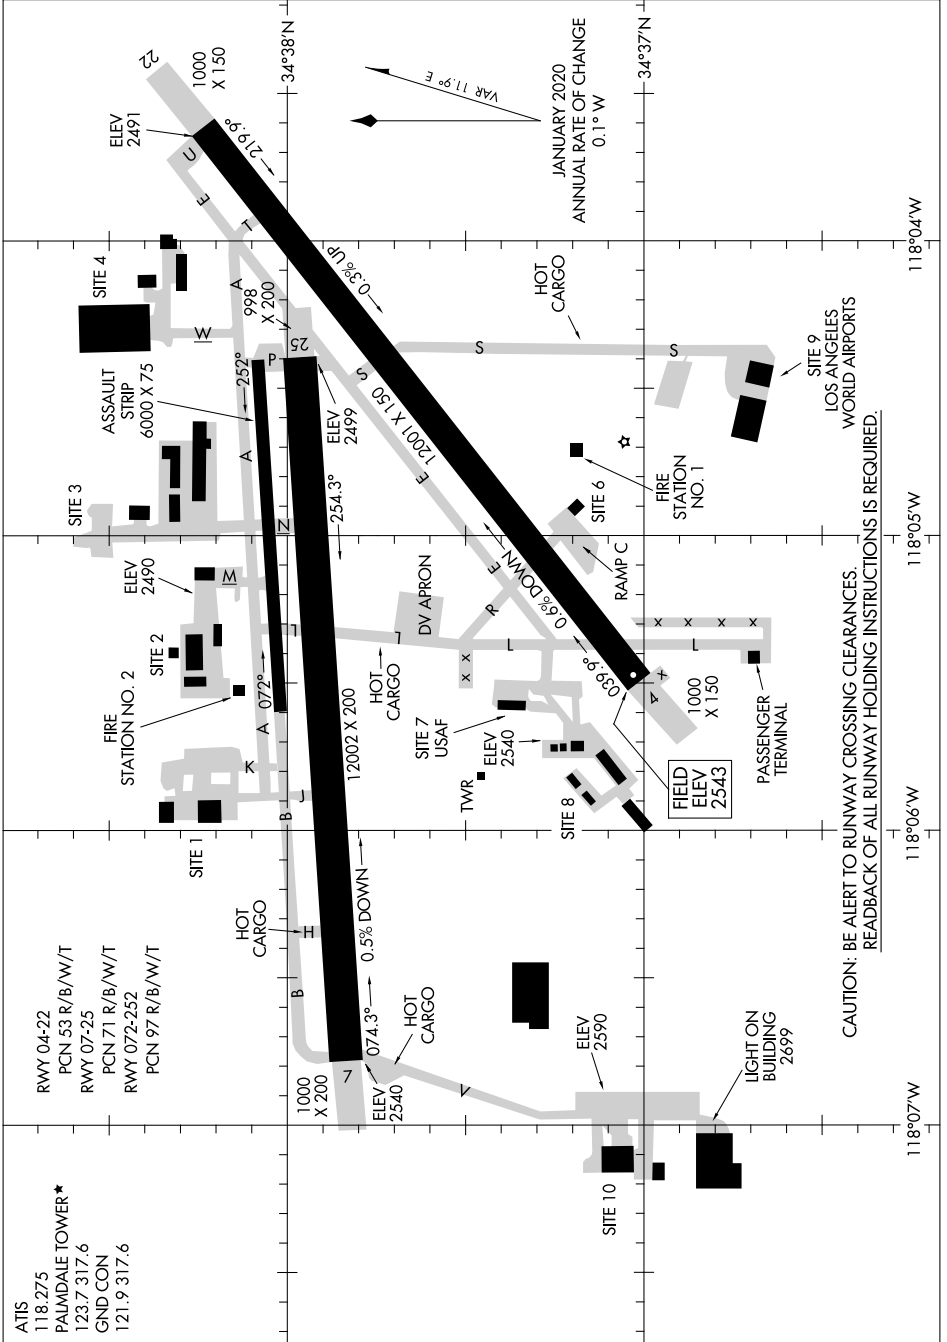 ATIS
118.275
PALMDALE TOWER★
123.7 317.6
GND CON
121.9 317.6
RWY 04-22
PCN 53 R/B/W/T
RWY 07-25
PCN 71 R/B/W/T
RWY 072-252
PCN 97 R/B/W/T
SITE 1
FIRE
STATION NO. 2
SITE 2
ELEV
2490
SITE 3
ASSAULT
STRIP
6000 X 75
SITE 4
ELEV
2491
22
1000
X 150
219.9°
U
E
T
A
998
X 200
W
P
252°
25
A
ELEV
2499
254.3°
N
M
L
072°
A
K
J
B
12002 X 200
HOT
CARGO
H
B
0.5% DOWN
074.3°
7
1000
X 200
ELEV
2540
HOT
CARGO
V
34°38'N
VAR 11.9° E
JANUARY 2020
ANNUAL RATE OF CHANGE
0.1° W
0.3% UP
HOT
CARGO
S
S
S
12001 X 150
E
E
DV APRON
L
HOT
CARGO
R
0.6% DOWN
L
X X
039.9°
SITE 7
USAF
ELEV
2540
TWR
SITE 8
RAMP C
SITE 6
FIRE
STATION
NO. 1
SITE 9
LOS ANGELES
WORLD AIRPORTS
4
X
1000
X 150
X X X X
L
FIELD
ELEV
2543
PASSENGER
TERMINAL
ELEV
2590
SITE 10
LIGHT ON
BUILDING
2699
34°37'N
CAUTION: BE ALERT TO RUNWAY CROSSING CLEARANCES.
READBACK OF ALL RUNWAY HOLDING INSTRUCTIONS IS REQUIRED.
118°07'W
118°06'W
118°05'W
118°04'W